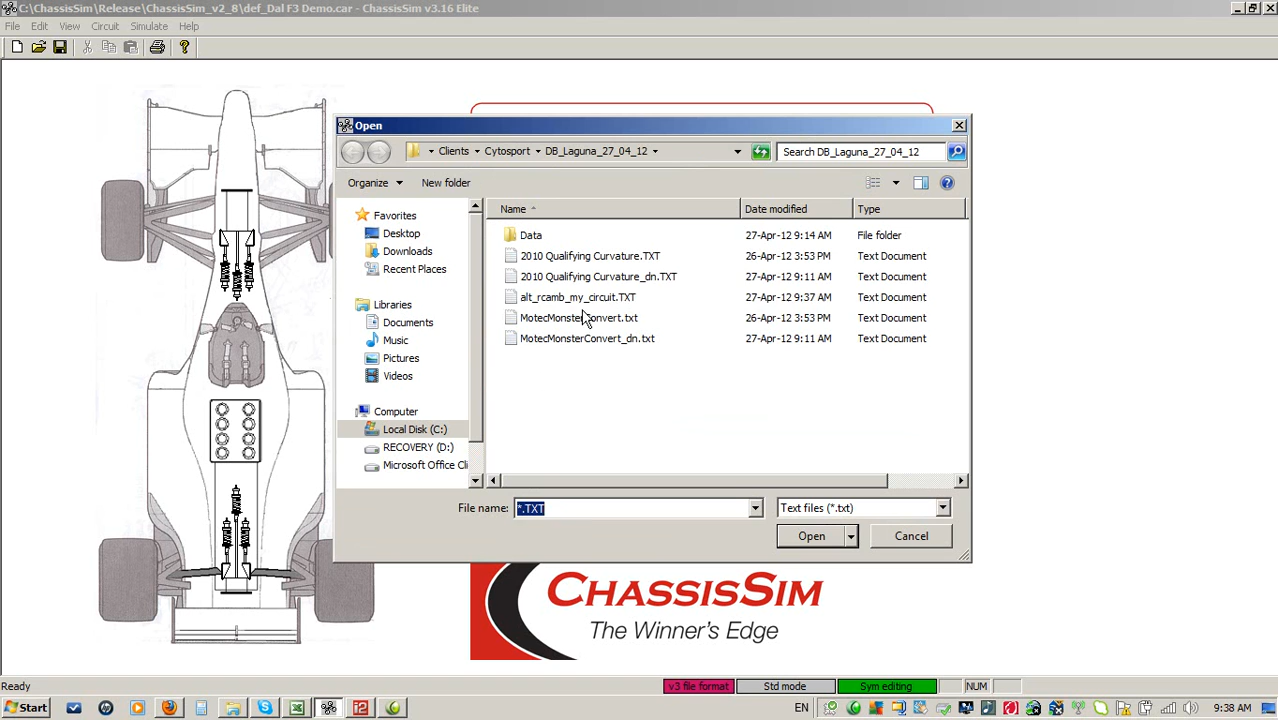 C:\ChassisSim\Release\ChassisSim_v2_8\def_Dal F3 Demo.car - ChassisSim v3.16 Elite
File Edit View Circuit Simulate Help
Open
Clients Cytosport DB_Laguna_27_04_12 Search DB_Laguna_27_04_12
Organize New folder
Name Date modified Type
Favorites
Desktop
Downloads
Recent Places
Libraries
Documents
Music
Pictures
Videos
Computer
Local Disk (C:)
RECOVERY (D:)
Microsoft Office Cli
Data 27-Apr-12 9:14 AM File folder
2010 Qualifying Curvature.TXT 26-Apr-12 3:53 PM Text Document
2010 Qualifying Curvature_dn.TXT 27-Apr-12 9:11 AM Text Document
alt_rcamb_my_circuit.TXT 27-Apr-12 9:37 AM Text Document
MotecMonsterConvert.txt 26-Apr-12 3:53 PM Text Document
MotecMonsterConvert_dn.txt 27-Apr-12 9:11 AM Text Document
File name: *.TXT Text files (*.txt)
Open Cancel
CHASSISSIM
The Winner's Edge
Ready v3 file format Std mode Sym editing NUM
Start EN 9:38 AM